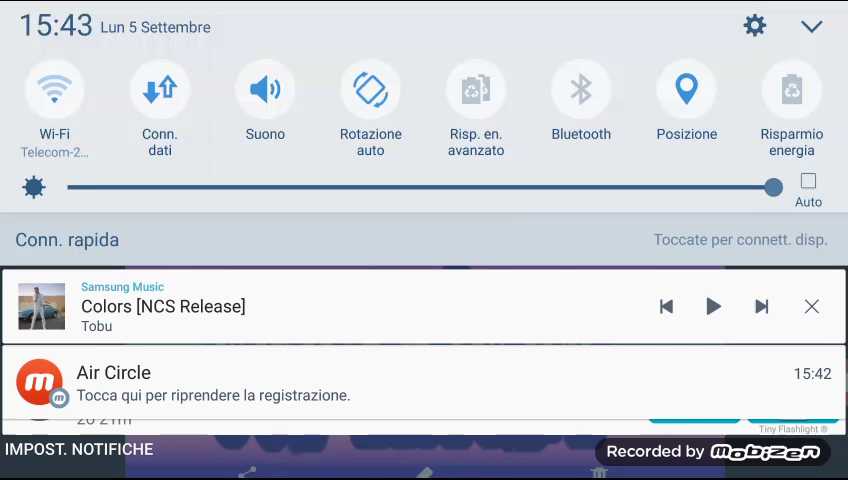 15:43 Lun 5 Settembre
Wi-Fi
Telecom-2...
Conn.
dati
Suono
Rotazione
auto
Risp. en.
avanzato
Bluetooth
Posizione
Risparmio
energia
Auto
Conn. rapida
Toccate per connett. disp.
Samsung Music
Colors [NCS Release]
Tobu
m
Air Circle
15:42
Tocca qui per riprendere la registrazione.
Tiny Flashlight ®
IMPOST. NOTIFICHE
Recorded by mobizen